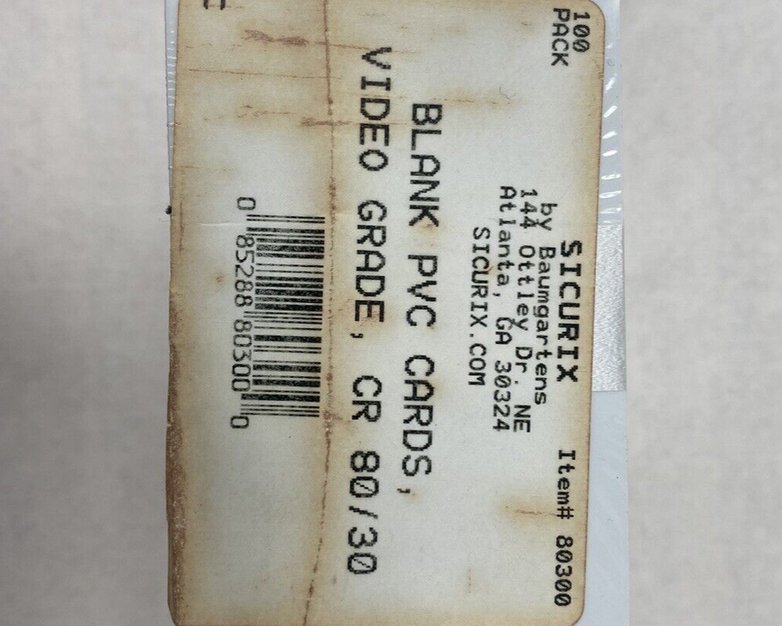 100
PACK
SICURIX
Item# 80300
by Baumgartens
144 Ottley Dr. NE
Atlanta, GA 30324
SICURIX.COM
BLANK PVC CARDS,
VIDEO GRADE, CR 80/30
0 85288 80300 0